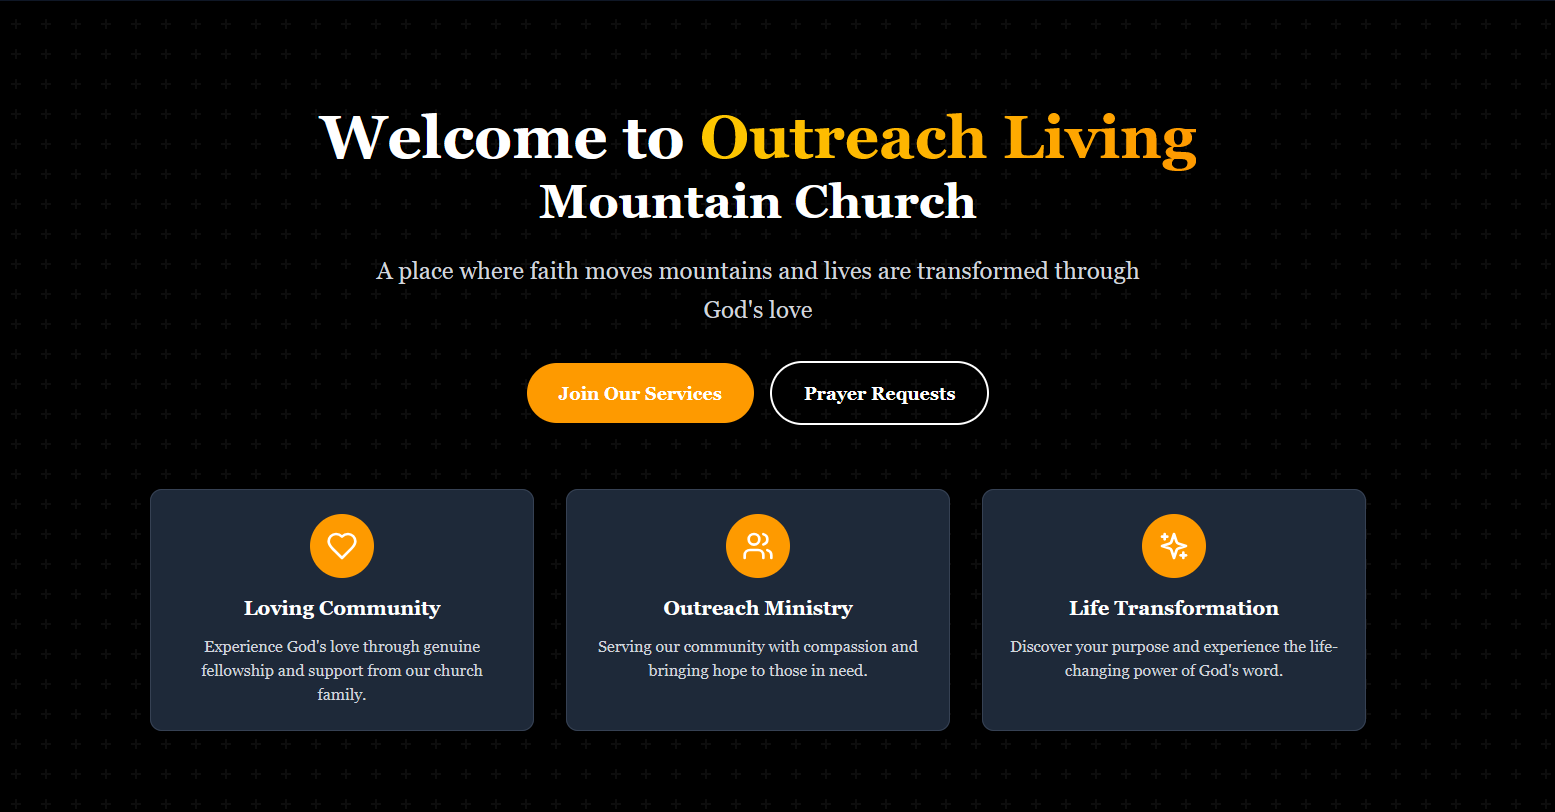 Welcome to Outreach Living
Mountain Church
A place where faith moves mountains and lives are transformed through
God's love
Join Our Services
Prayer Requests
Loving Community
Experience God's love through genuine
fellowship and support from our church
family.
Outreach Ministry
Serving our community with compassion and
bringing hope to those in need.
Life Transformation
Discover your purpose and experience the life-
changing power of God's word.